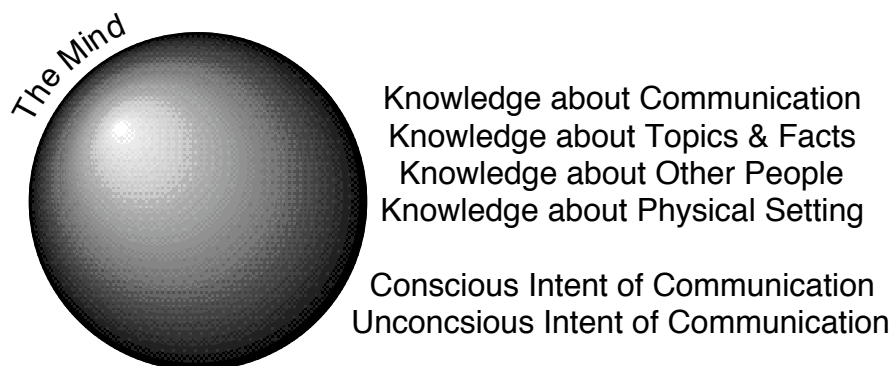 The Mind
Knowledge about Communication
Knowledge about Topics & Facts
Knowledge about Other People
Knowledge about Physical Setting
Conscious Intent of Communication
Unconcsious Intent of Communication